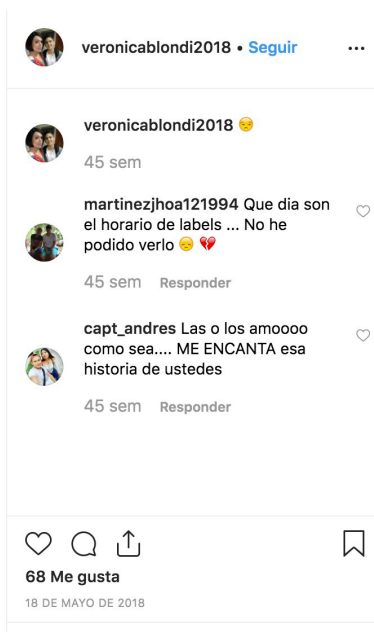 veronicablondi2018 • Seguir
veronicablondi2018 😒
45 sem
martinezjhoa121994 Que dia son
el horario de labels ... No he
podido verlo 😒 💔
45 sem Responder
capt_andres Las o los amoooo
como sea.... ME ENCANTA esa
historia de ustedes
45 sem Responder
68 Me gusta
18 DE MAYO DE 2018